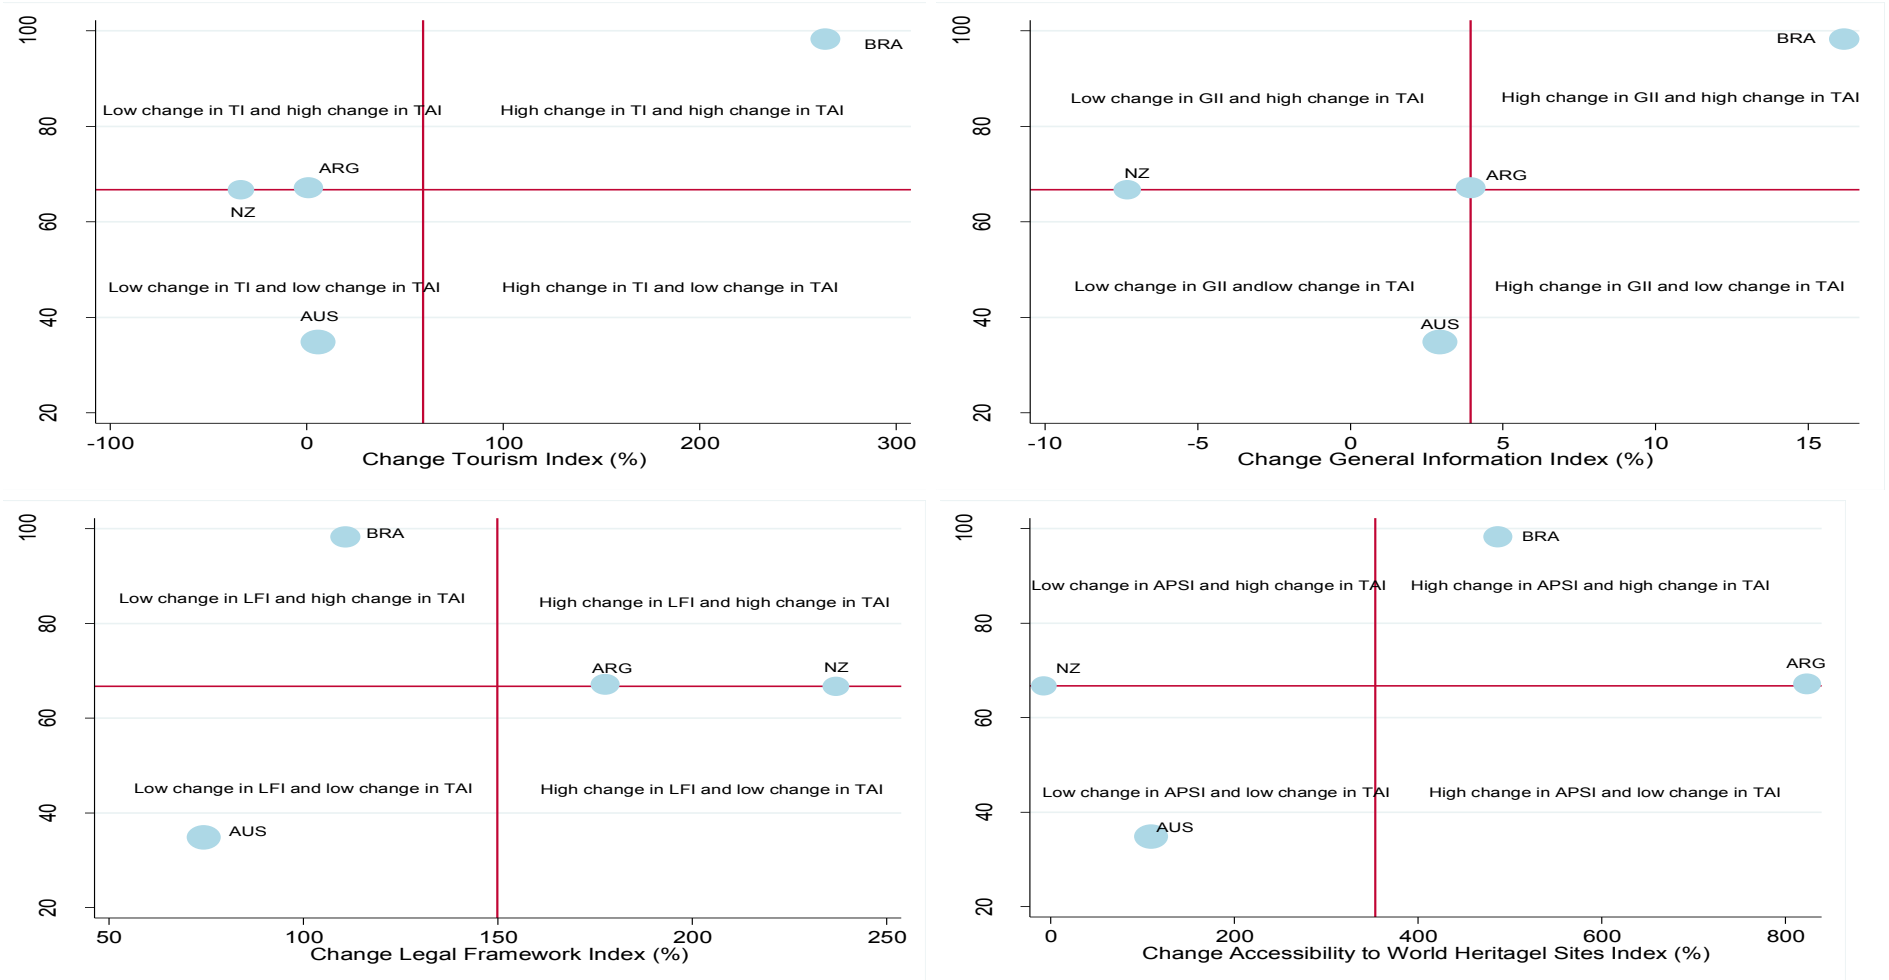 100
BRA
Low change in TI and high change in TAI
High change in TI and high change in TAI
80
ARG
NZ
60
Low change in TI and low change in TAI
High change in TI and low change in TAI
AUS
40
20
-100 0 100 200 300
Change Tourism Index (%)
100
BRA
Low change in GII and high change in TAI
High change in GII and high change in TAI
80
NZ
ARG
60
Low change in GII andlow change in TAI
High change in GII and low change in TAI
AUS
40
20
-10 -5 0 5 10 15
Change General Information Index (%)
100
BRA
Low change in LFI and high change in TAI
High change in LFI and high change in TAI
80
ARG
NZ
60
Low change in LFI and low change in TAI
High change in LFI and low change in TAI
40
AUS
20
50 100 150 200 250
Change Legal Framework Index (%)
100
BRA
Low change in APSI and high change in TAI
High change in APSI and high change in TAI
80
NZ
ARG
60
Low change in APSI and low change in TAI
High change in APSI and low change in TAI
40
AUS
20
0 200 400 600 800
Change Accessibility to World Heritagel Sites Index (%)